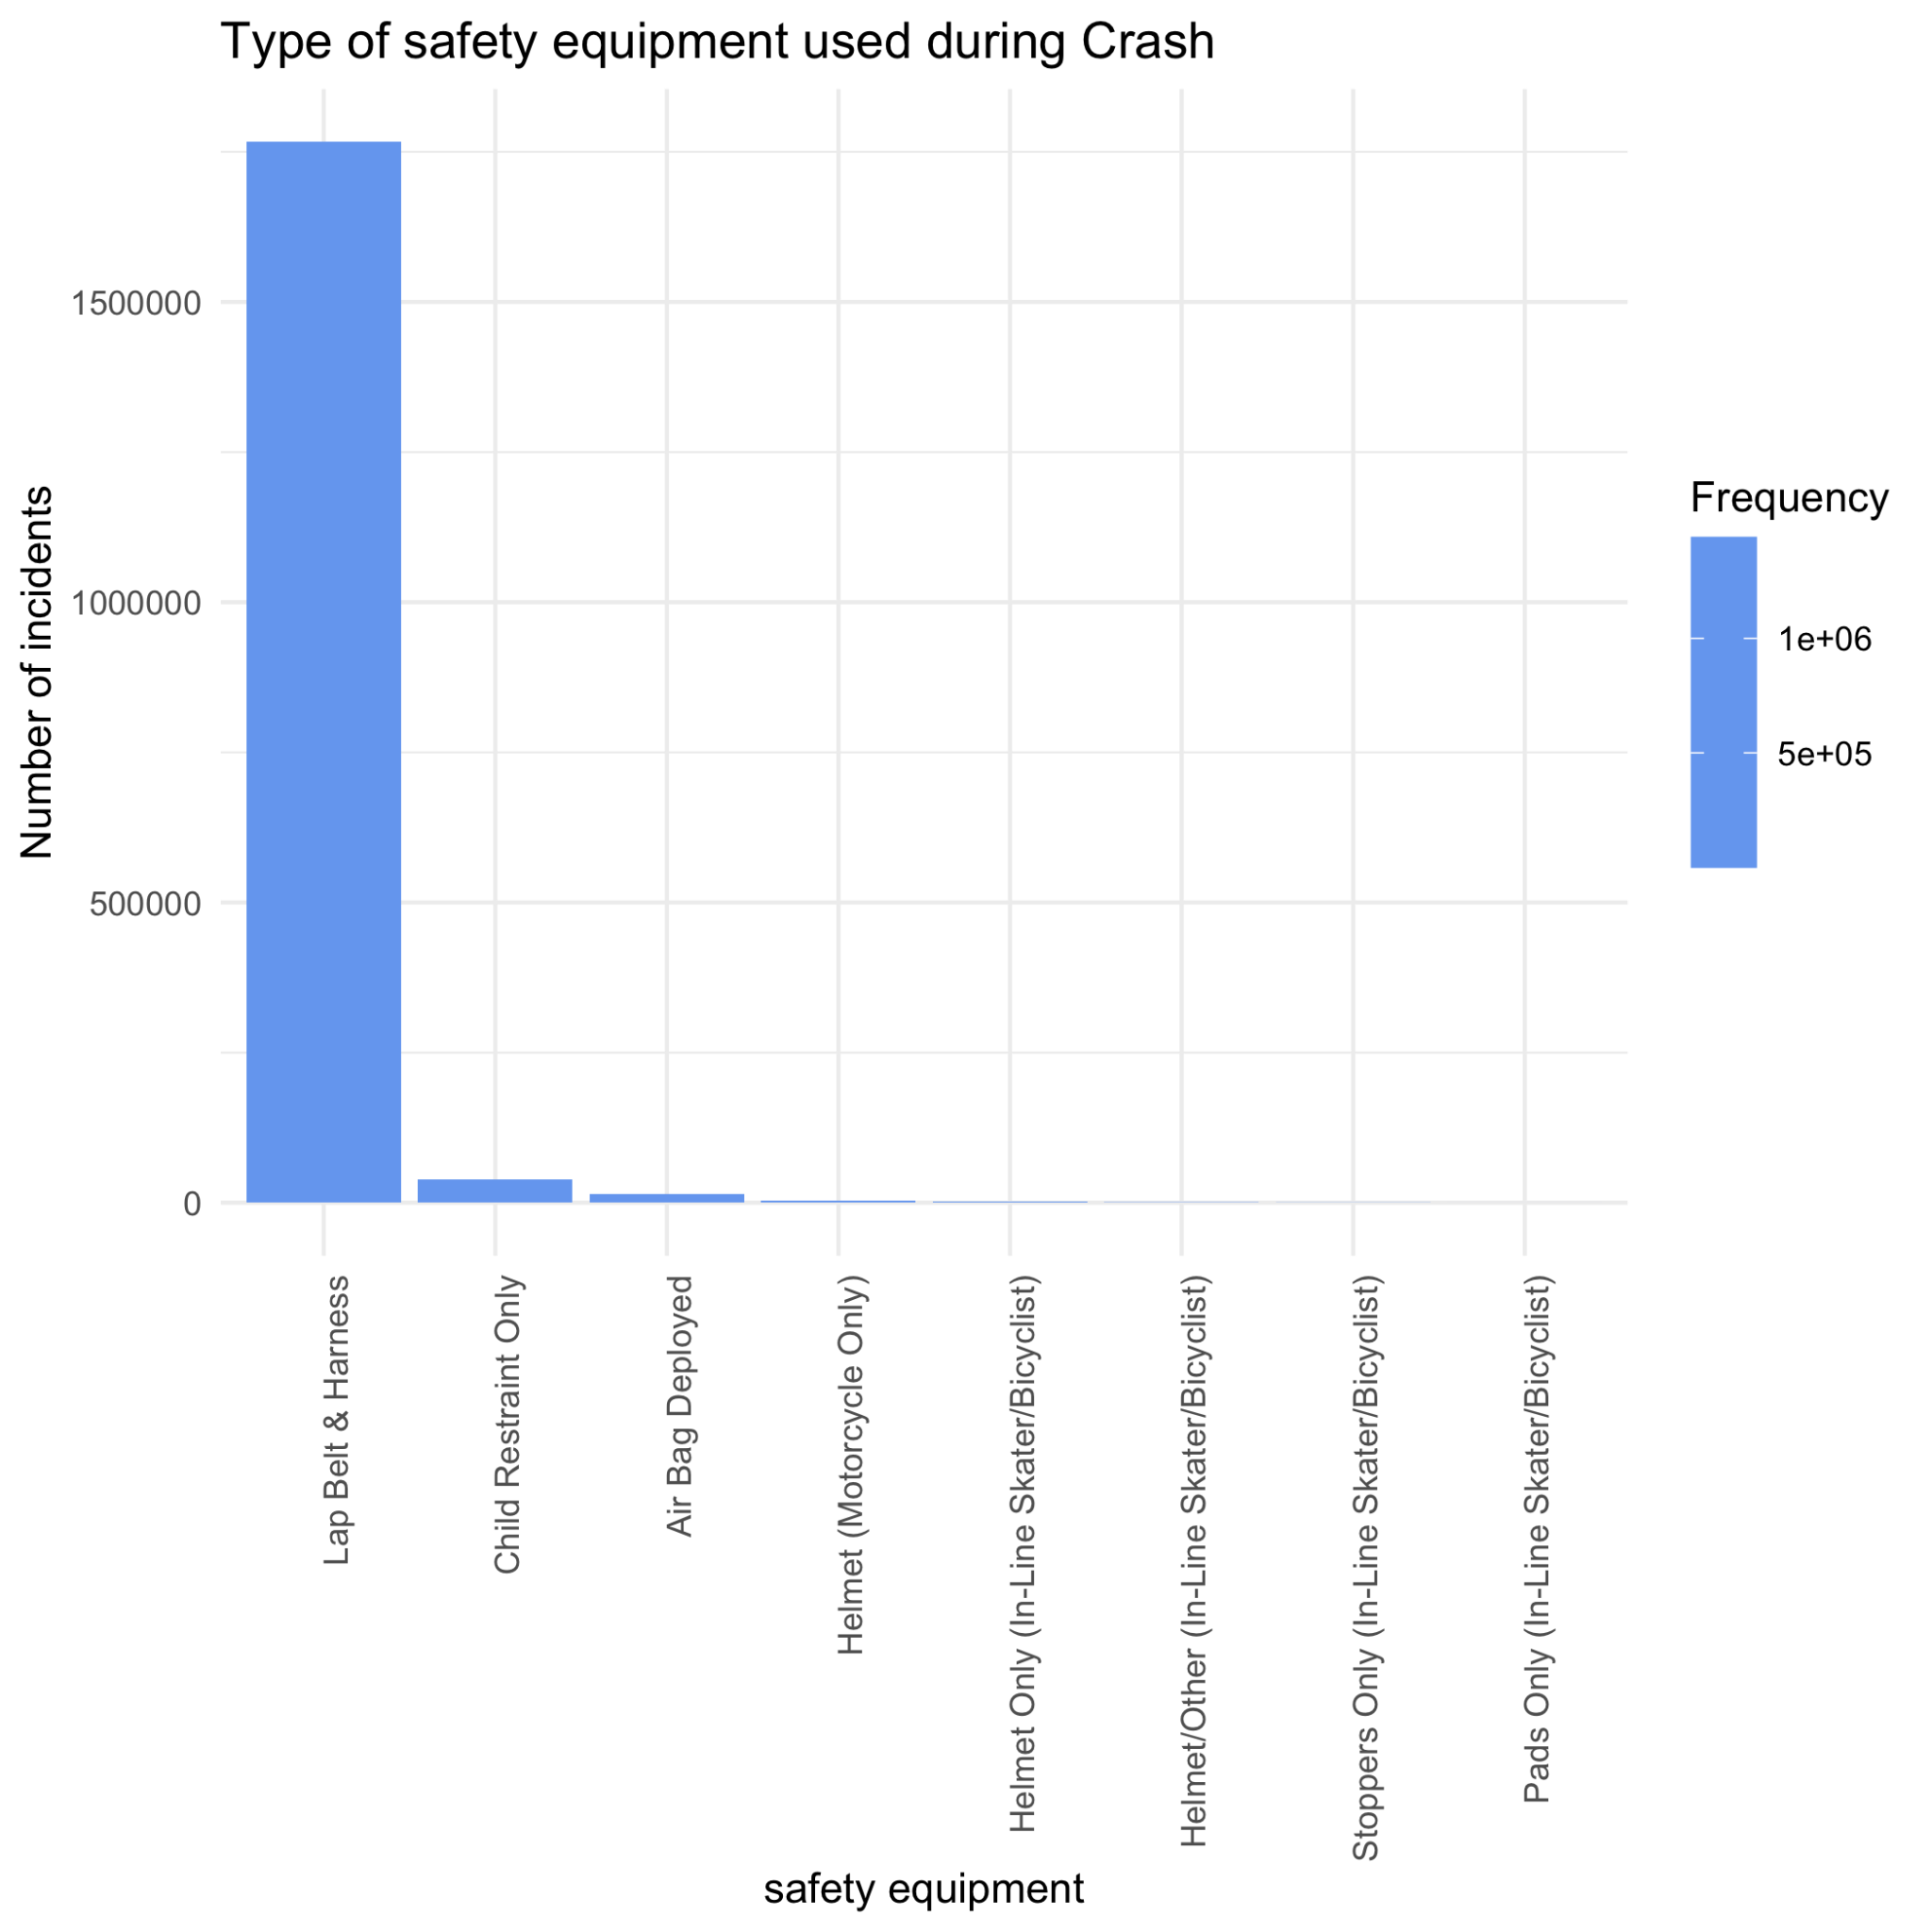 Type of safety equipment used during Crash
Number of incidents
1500000
1000000
500000
0
Lap Belt & Harness
Child Restraint Only
Air Bag Deployed
Helmet (Motorcycle Only)
Helmet Only (In-Line Skater/Bicyclist)
Helmet/Other (In-Line Skater/Bicyclist)
Stoppers Only (In-Line Skater/Bicyclist)
Pads Only (In-Line Skater/Bicyclist)
safety equipment
Frequency
1e+06
5e+05